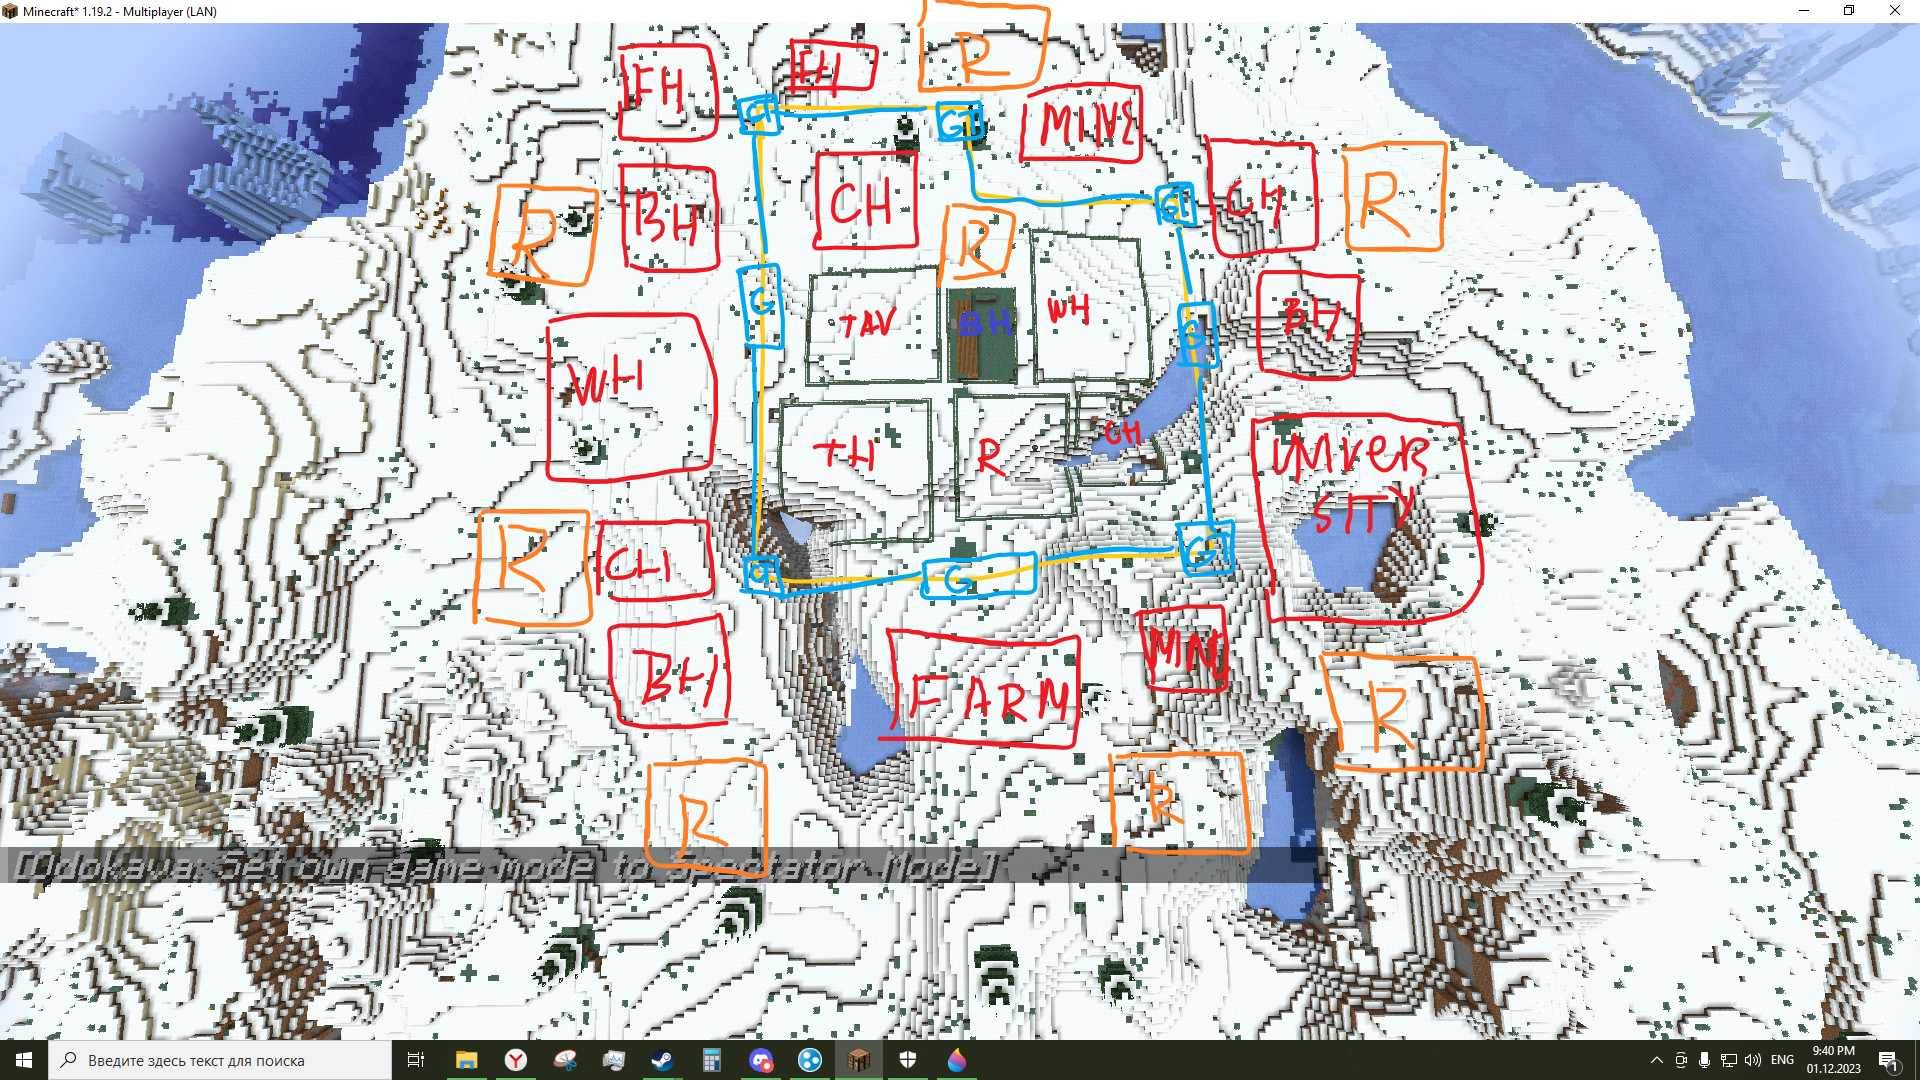 Minecraft* 1.19.2 - Multiplayer (LAN)
R
FH
FH
G
G
MINE
CH
CH
R
BH
R
G
R
G
TAV
BH
WH
G
BH
WH
TH
R
CH
UNIVER
SITY
R
CH
G
G
G
BH
FARM
MINE
R
R
R
Set own game mode to Spectator Mode]
Введите здесь текст для поиска
ENG
9:40 PM
01.12.2023
1